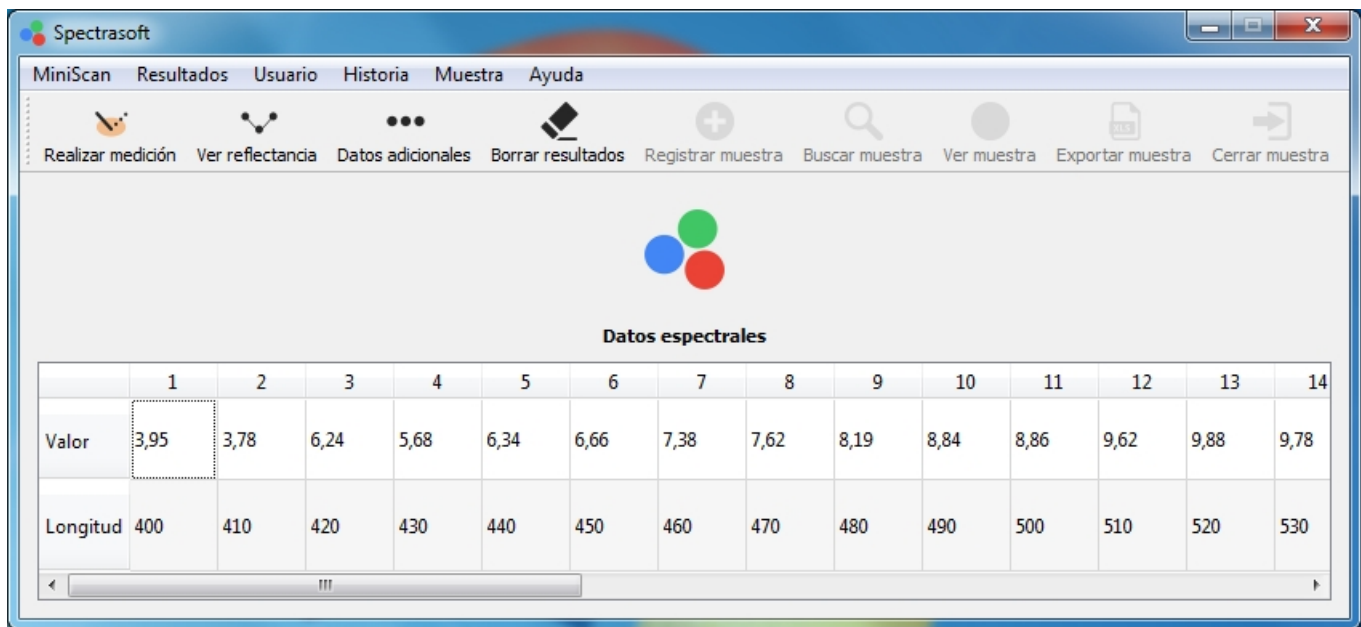 Spectrasoft
MiniScan Resultados Usuario Historia Muestra Ayuda
XLS
Realizar medición Ver reflectancia Datos adicionales Borrar resultados Registrar muestra Buscar muestra Ver muestra Exportar muestra Cerrar muestra
Datos espectrales
1 2 3 4 5 6 7 8 9 10 11 12 13 14
Valor 3,95 3,78 6,24 5,68 6,34 6,66 7,38 7,62 8,19 8,84 8,86 9,62 9,88 9,78
Longitud 400 410 420 430 440 450 460 470 480 490 500 510 520 530